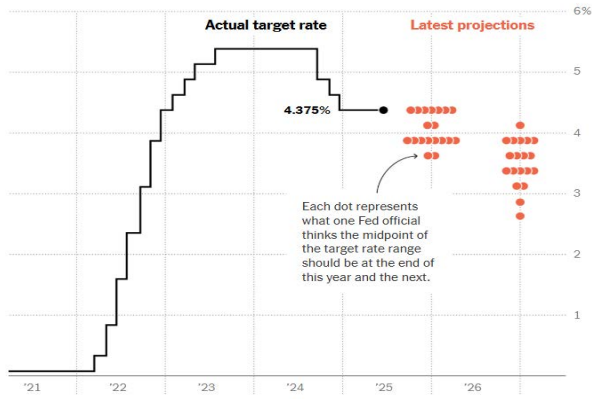 6%
Actual target rate
Latest projections
5
4.375%
4
3
Each dot represents
what one Fed official
thinks the midpoint of
the target rate range
should be at the end of
this year and the next.
2
1
'21
'22
'23
'24
'25
'26